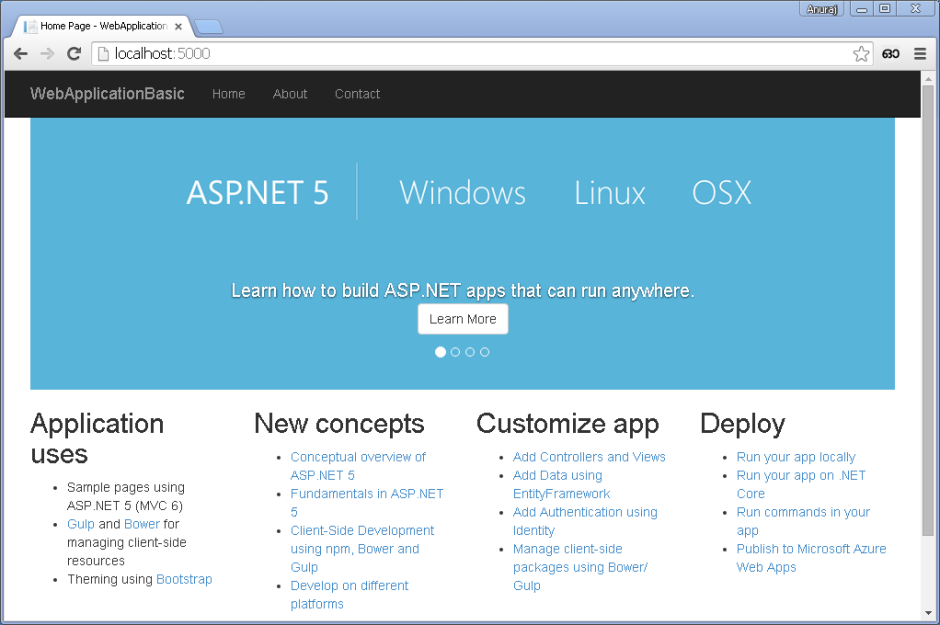 Anuraj
Home Page - WebApplication
localhost:5000
WebApplicationBasic Home About Contact
ASP.NET 5 Windows Linux OSX
Learn how to build ASP.NET apps that can run anywhere.
Learn More
Application
uses
Sample pages using
ASP.NET 5 (MVC 6)
Gulp and Bower for
managing client-side
resources
Theming using Bootstrap
New concepts
Conceptual overview of
ASP.NET 5
Fundamentals in ASP.NET
5
Client-Side Development
using npm, Bower and
Gulp
Develop on different
platforms
Customize app
Add Controllers and Views
Add Data using
EntityFramework
Add Authentication using
Identity
Manage client-side
packages using Bower/
Gulp
Deploy
Run your app locally
Run your app on .NET
Core
Run commands in your
app
Publish to Microsoft Azure
Web Apps